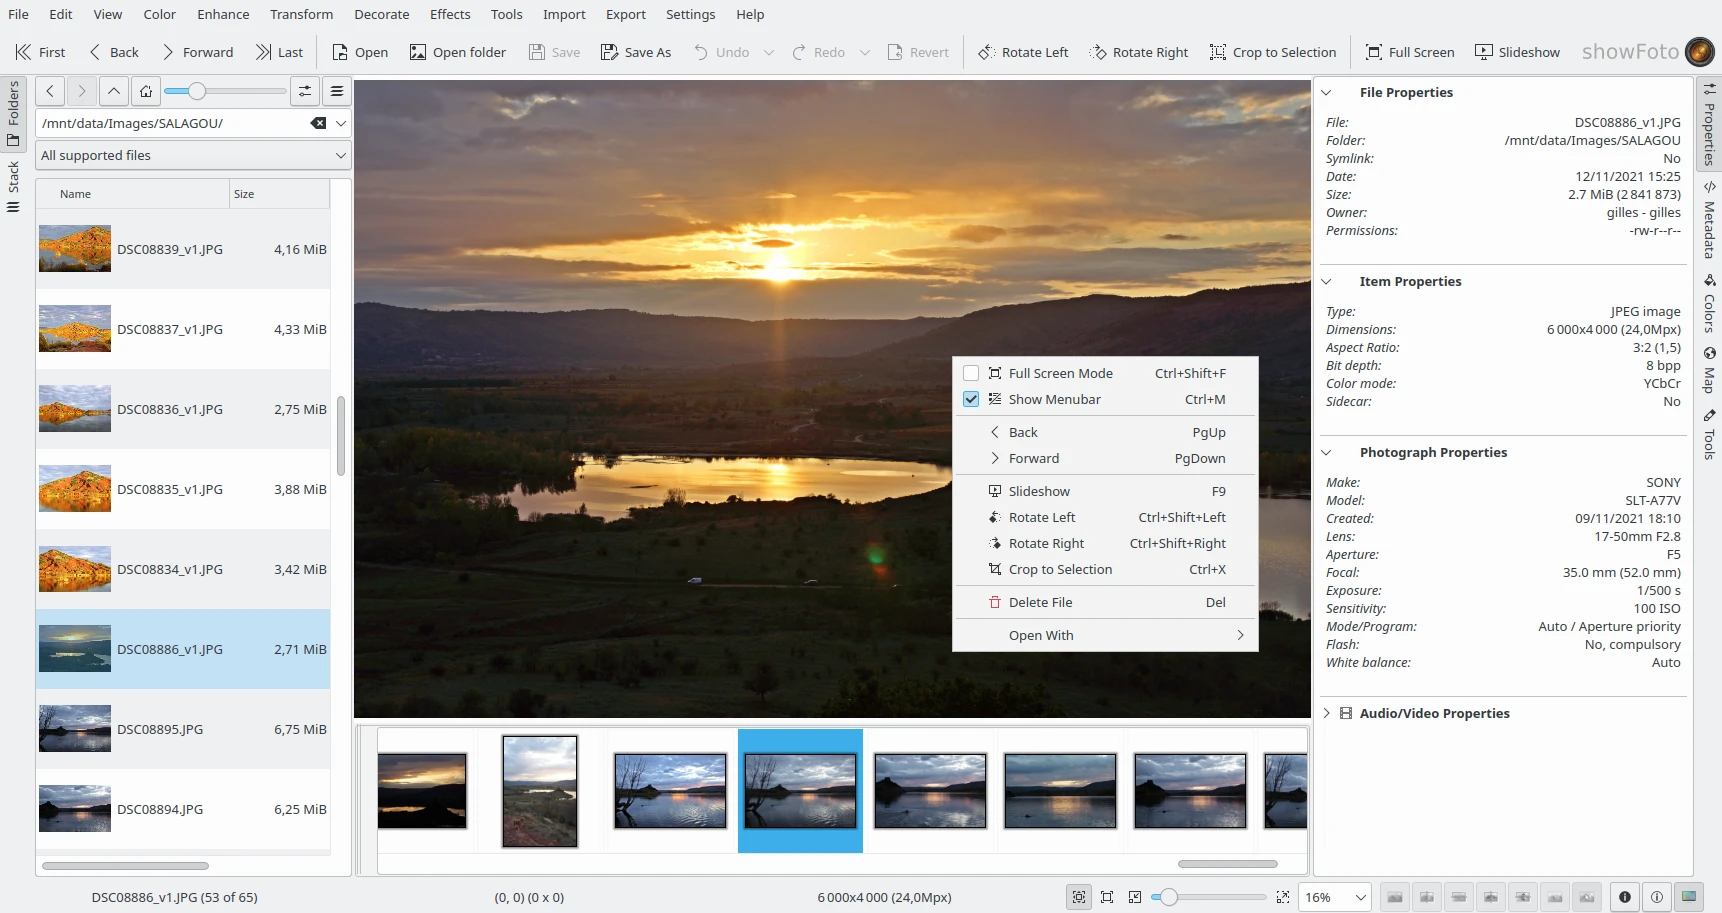 File Edit View Color Enhance Transform Decorate Effects Tools Import Export Settings Help
First Back Forward Last Open Open folder Save Save As Undo Redo Revert Rotate Left Rotate Right Crop to Selection Full Screen Slideshow showFoto
Folders
Stack
/mnt/data/Images/SALAGOU/
All supported files
Name Size
DSC08839_v1.JPG 4,16 MiB
DSC08837_v1.JPG 4,33 MiB
DSC08836_v1.JPG 2,75 MiB
DSC08835_v1.JPG 3,88 MiB
DSC08834_v1.JPG 3,42 MiB
DSC08886_v1.JPG 2,71 MiB
DSC08895.JPG 6,75 MiB
DSC08894.JPG 6,25 MiB
Full Screen Mode Ctrl+Shift+F
Show Menubar Ctrl+M
Back PgUp
Forward PgDown
Slideshow F9
Rotate Left Ctrl+Shift+Left
Rotate Right Ctrl+Shift+Right
Crop to Selection Ctrl+X
Delete File Del
Open With
File Properties
File: DSC08886_v1.JPG
Folder: /mnt/data/Images/SALAGOU
Symlink: No
Date: 12/11/2021 15:25
Size: 2.7 MiB (2 841 873)
Owner: gilles - gilles
Permissions: -rw-r--r--
Item Properties
Type: JPEG image
Dimensions: 6 000x4 000 (24,0Mpx)
Aspect Ratio: 3:2 (1,5)
Bit depth: 8 bpp
Color mode: YCbCr
Sidecar: No
Photograph Properties
Make: SONY
Model: SLT-A77V
Created: 09/11/2021 18:10
Lens: 17-50mm F2.8
Aperture: F5
Focal: 35.0 mm (52.0 mm)
Exposure: 1/500 s
Sensitivity: 100 ISO
Mode/Program: Auto / Aperture priority
Flash: No, compulsory
White balance: Auto
Audio/Video Properties
Properties
Metadata
Colors
Map
Tools
DSC08886_v1.JPG (53 of 65) (0, 0) (0 x 0) 6 000x4 000 (24,0Mpx) 16%